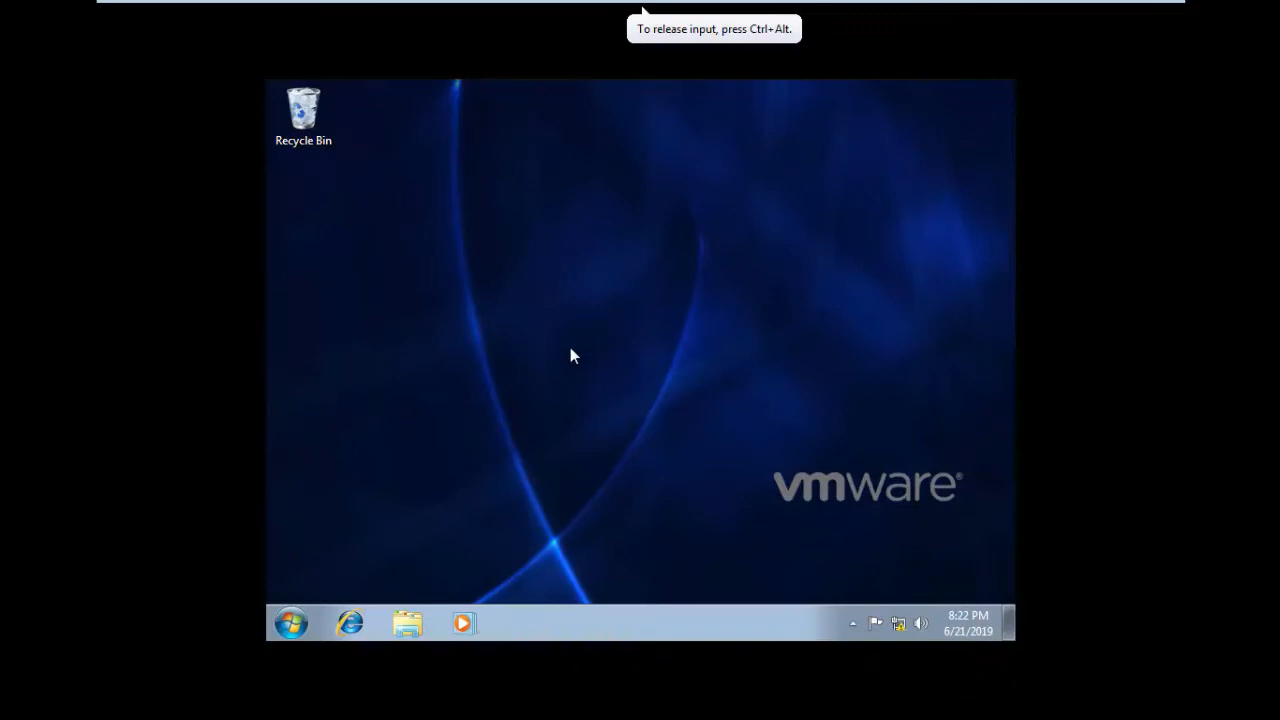 To release input, press Ctrl+Alt.
Recycle Bin
vmware®
8:22 PM
6/21/2019